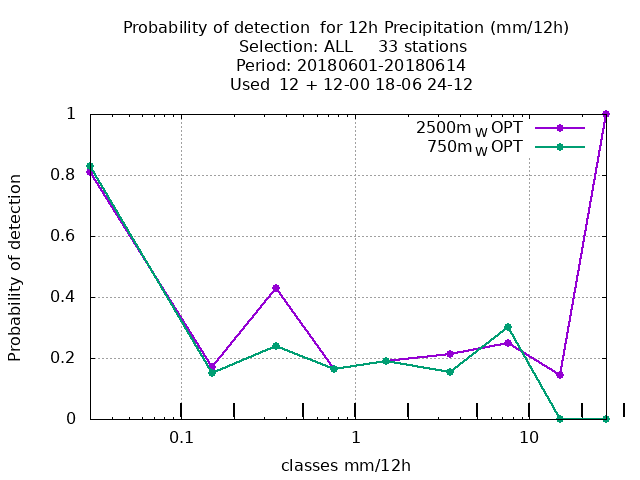 Probability of detection  for 12h Precipitation (mm/12h)
Selection: ALL     33 stations
Period: 20180601-20180614
Used  12 + 12-00 18-06 24-12
2500m W OPT
750m W OPT
1
0.8
0.6
0.4
0.2
0
Probability of detection
0.1 1 10
classes mm/12h